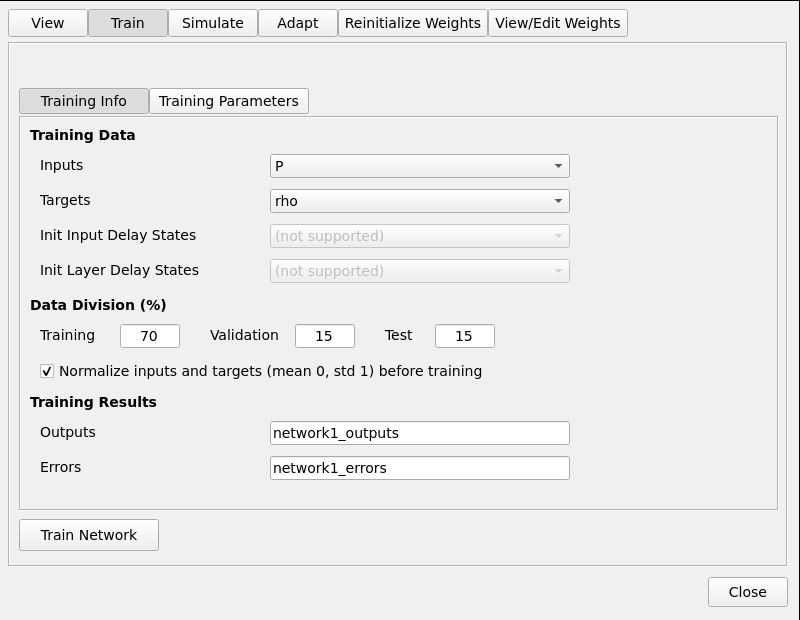 View Train Simulate Adapt Reinitialize Weights View/Edit Weights
Training Info Training Parameters
Training Data
Inputs P
Targets rho
Init Input Delay States (not supported)
Init Layer Delay States (not supported)
Data Division (%)
Training 70 Validation 15 Test 15
Normalize inputs and targets (mean 0, std 1) before training
Training Results
Outputs network1_outputs
Errors network1_errors
Train Network
Close